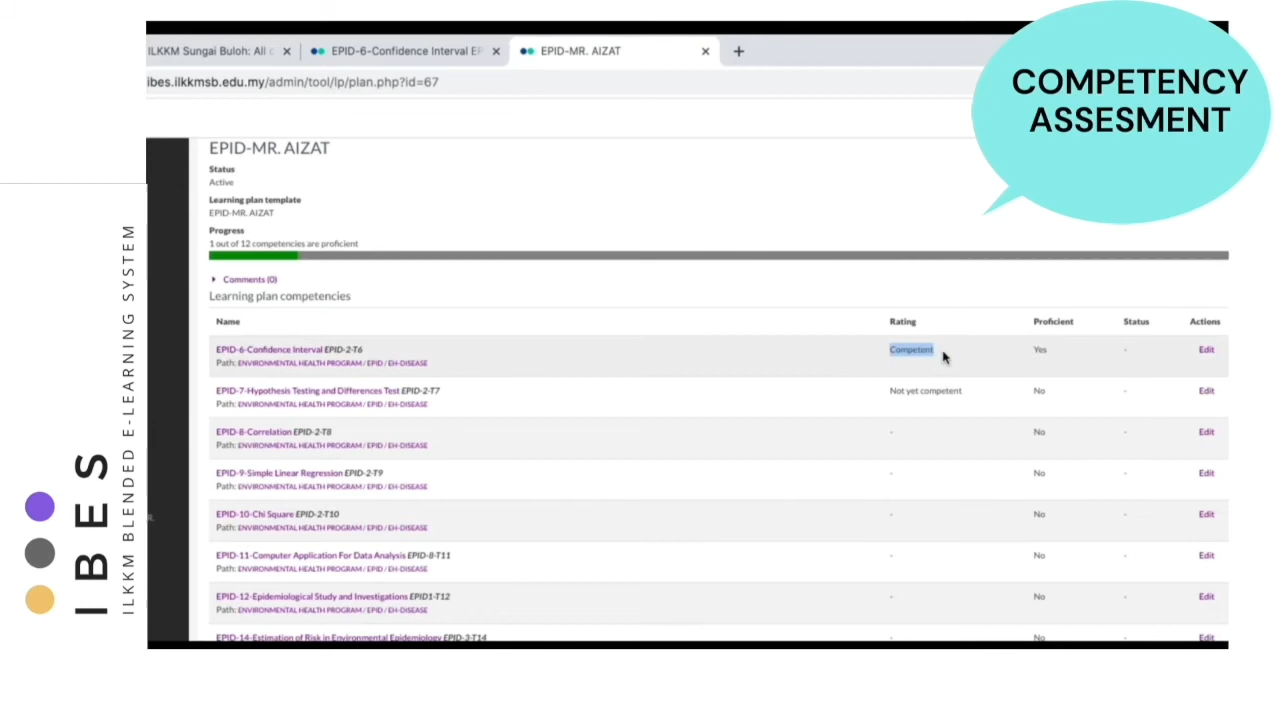 COMPETENCY
ASSESMENT
ILKKM Sungai Buloh: All c
EPID-6-Confidence Interval EP
EPID-MR. AIZAT
ibes.ilkkmsb.edu.my/admin/tool/lp/plan.php?id=67
EPID-MR. AIZAT
Status
Active
Learning plan template
EPID-MR. AIZAT
Progress
1 out of 12 competencies are proficient
Comments (0)
Learning plan competencies
Name Rating Proficient Status Actions
EPID-6-Confidence Interval EPID-2-T6 Competent Yes - Edit
Path: ENVIRONMENTAL HEALTH PROGRAM / EPID / EH-DISEASE
EPID-7-Hypothesis Testing and Differences Test EPID-2-T7 Not yet competent No - Edit
Path: ENVIRONMENTAL HEALTH PROGRAM / EPID / EH-DISEASE
EPID-8-Correlation EPID-2-T8 - No - Edit
Path: ENVIRONMENTAL HEALTH PROGRAM / EPID / EH-DISEASE
EPID-9-Simple Linear Regression EPID-2-T9 - No - Edit
Path: ENVIRONMENTAL HEALTH PROGRAM / EPID / EH-DISEASE
EPID-10-Chi Square EPID-2-T10 - No - Edit
Path: ENVIRONMENTAL HEALTH PROGRAM / EPID / EH-DISEASE
EPID-11-Computer Application For Data Analysis EPID-8-T11 - No - Edit
Path: ENVIRONMENTAL HEALTH PROGRAM / EPID / EH-DISEASE
EPID-12-Epidemiological Study and Investigations EPID1-T12 - No - Edit
Path: ENVIRONMENTAL HEALTH PROGRAM / EPID / EH-DISEASE
EPID-14-Estimation of Risk in Environmental Epidemiology EPID-3-T14 - No - Edit
R.
IBES
ILKKM BLENDED E-LEARNING SYSTEM